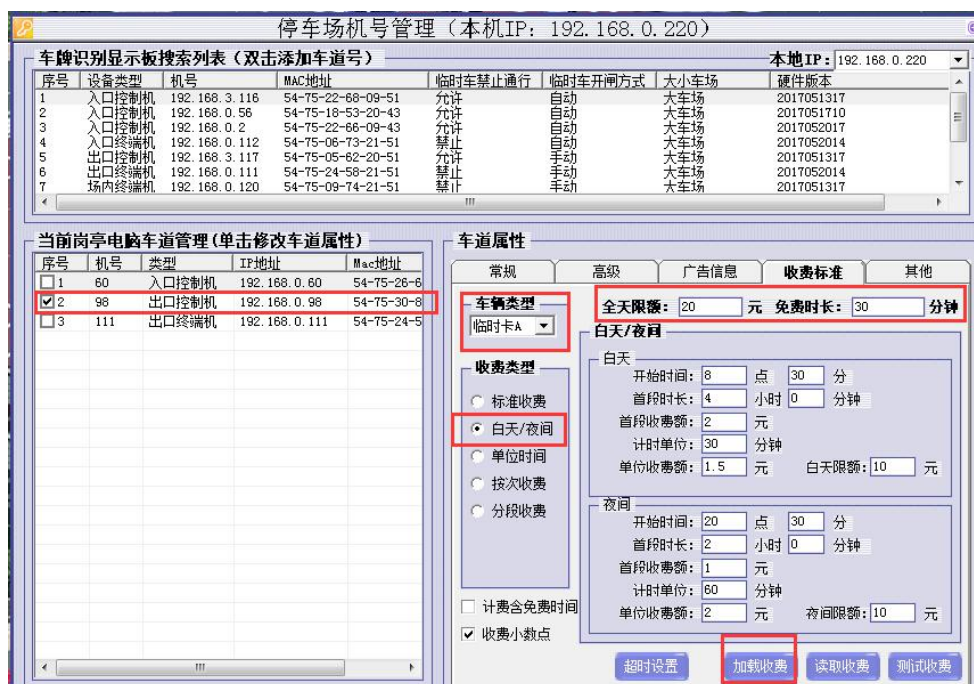 停车场机号管理（本机IP: 192.168.0.220）
车牌识别显示板搜索列表（双击添加车道号） 本地IP: 192.168.0.220
序号 设备类型 机号 MAC地址 临时车禁止通行 临时车开闸方式 大小车场 硬件版本
1 入口控制机 192.168.3.116 54-75-22-68-09-51 允许 自动 大车场 2017051317
2 入口控制机 192.168.0.56 54-75-18-53-20-43 允许 自动 大车场 2017051710
3 入口控制机 192.168.0.2 54-75-22-66-09-43 允许 自动 大车场 2017052017
4 入口终端机 192.168.0.112 54-75-06-73-21-51 禁止 自动 大车场 2017052014
5 出口控制机 192.168.3.117 54-75-05-62-20-51 允许 手动 大车场 2017051317
6 出口终端机 192.168.0.111 54-75-24-58-21-51 禁止 手动 大车场 2017052014
7 场内终端机 192.168.0.120 54-75-09-74-21-51 禁止 手动 大车场 2017051317
当前岗亭电脑车道管理(单击修改车道属性)
序号 机号 类型 IP地址 Mac地址
1 60 入口控制机 192.168.0.60 54-75-26-6
2 98 出口控制机 192.168.0.98 54-75-30-8
3 111 出口终端机 192.168.0.111 54-75-24-5
车道属性
常规 高级 广告信息 收费标准 其他
车辆类型
临时卡A
全天限额: 20 元 免费时长: 30 分钟
收费类型
标准收费
白天/夜间
单位时间
按次收费
分段收费
计费含免费时间
收费小数点
白天/夜间
白天
开始时间: 8 点 30 分
首段时长: 4 小时 0 分钟
首段收费额: 2 元
计时单位: 30 分钟
单位收费额: 1.5 元 白天限额: 10 元
夜间
开始时间: 20 点 30 分
首段时长: 2 小时 0 分钟
首段收费额: 1 元
计时单位: 60 分钟
单位收费额: 2 元 夜间限额: 10 元
超时设置 加载收费 读取收费 测试收费